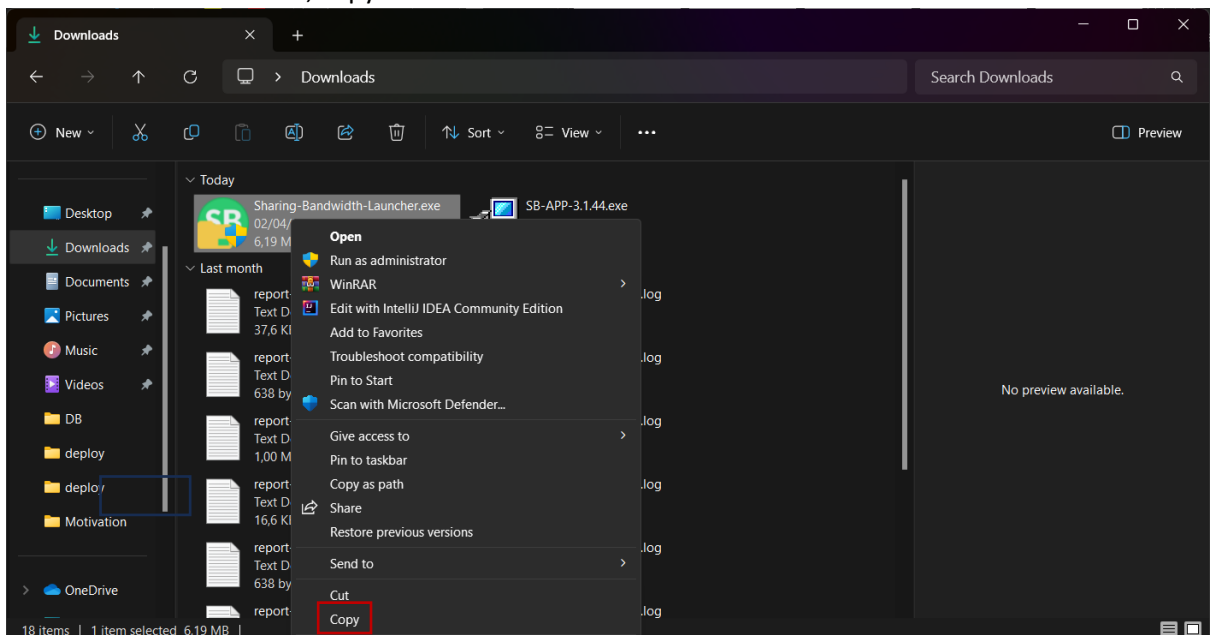 Downloads
Downloads
Search Downloads
New
Sort
View
Preview
Today
Sharing-Bandwidth-Launcher.exe
02/04/
6,19 M
SB
SB-APP-3.1.44.exe
Desktop
Downloads
Documents
Pictures
Music
Videos
DB
deploy
deploy
Motivation
OneDrive
Last month
report-
Text D
37,6 KI
report-
Text D
638 by
report-
Text D
1,00 M
report-
Text D
16,6 KI
report-
Text D
638 by
report-
Open
Run as administrator
WinRAR
Edit with IntelliJ IDEA Community Edition
Add to Favorites
Troubleshoot compatibility
Pin to Start
Scan with Microsoft Defender...
Give access to
Pin to taskbar
Copy as path
Share
Restore previous versions
Send to
Cut
Copy
.log
.log
.log
.log
.log
.log
No preview available.
18 items | 1 item selected 6,19 MB |